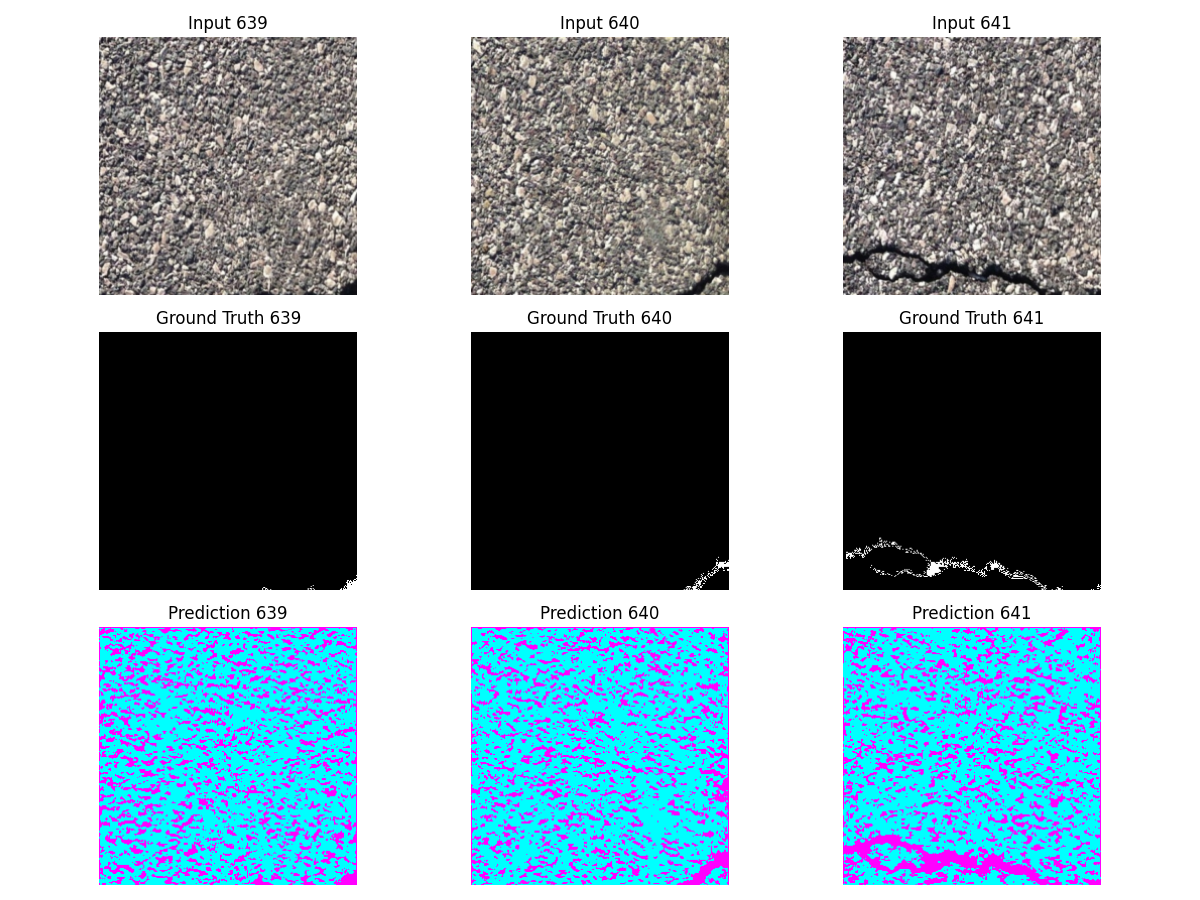 Input 639
Input 640
Input 641
Ground Truth 639
Ground Truth 640
Ground Truth 641
Prediction 639
Prediction 640
Prediction 641